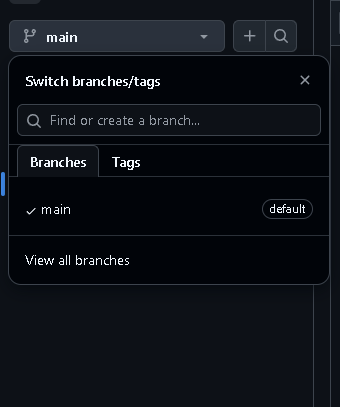 main
Switch branches/tags
Find or create a branch...
Branches Tags
main default
View all branches